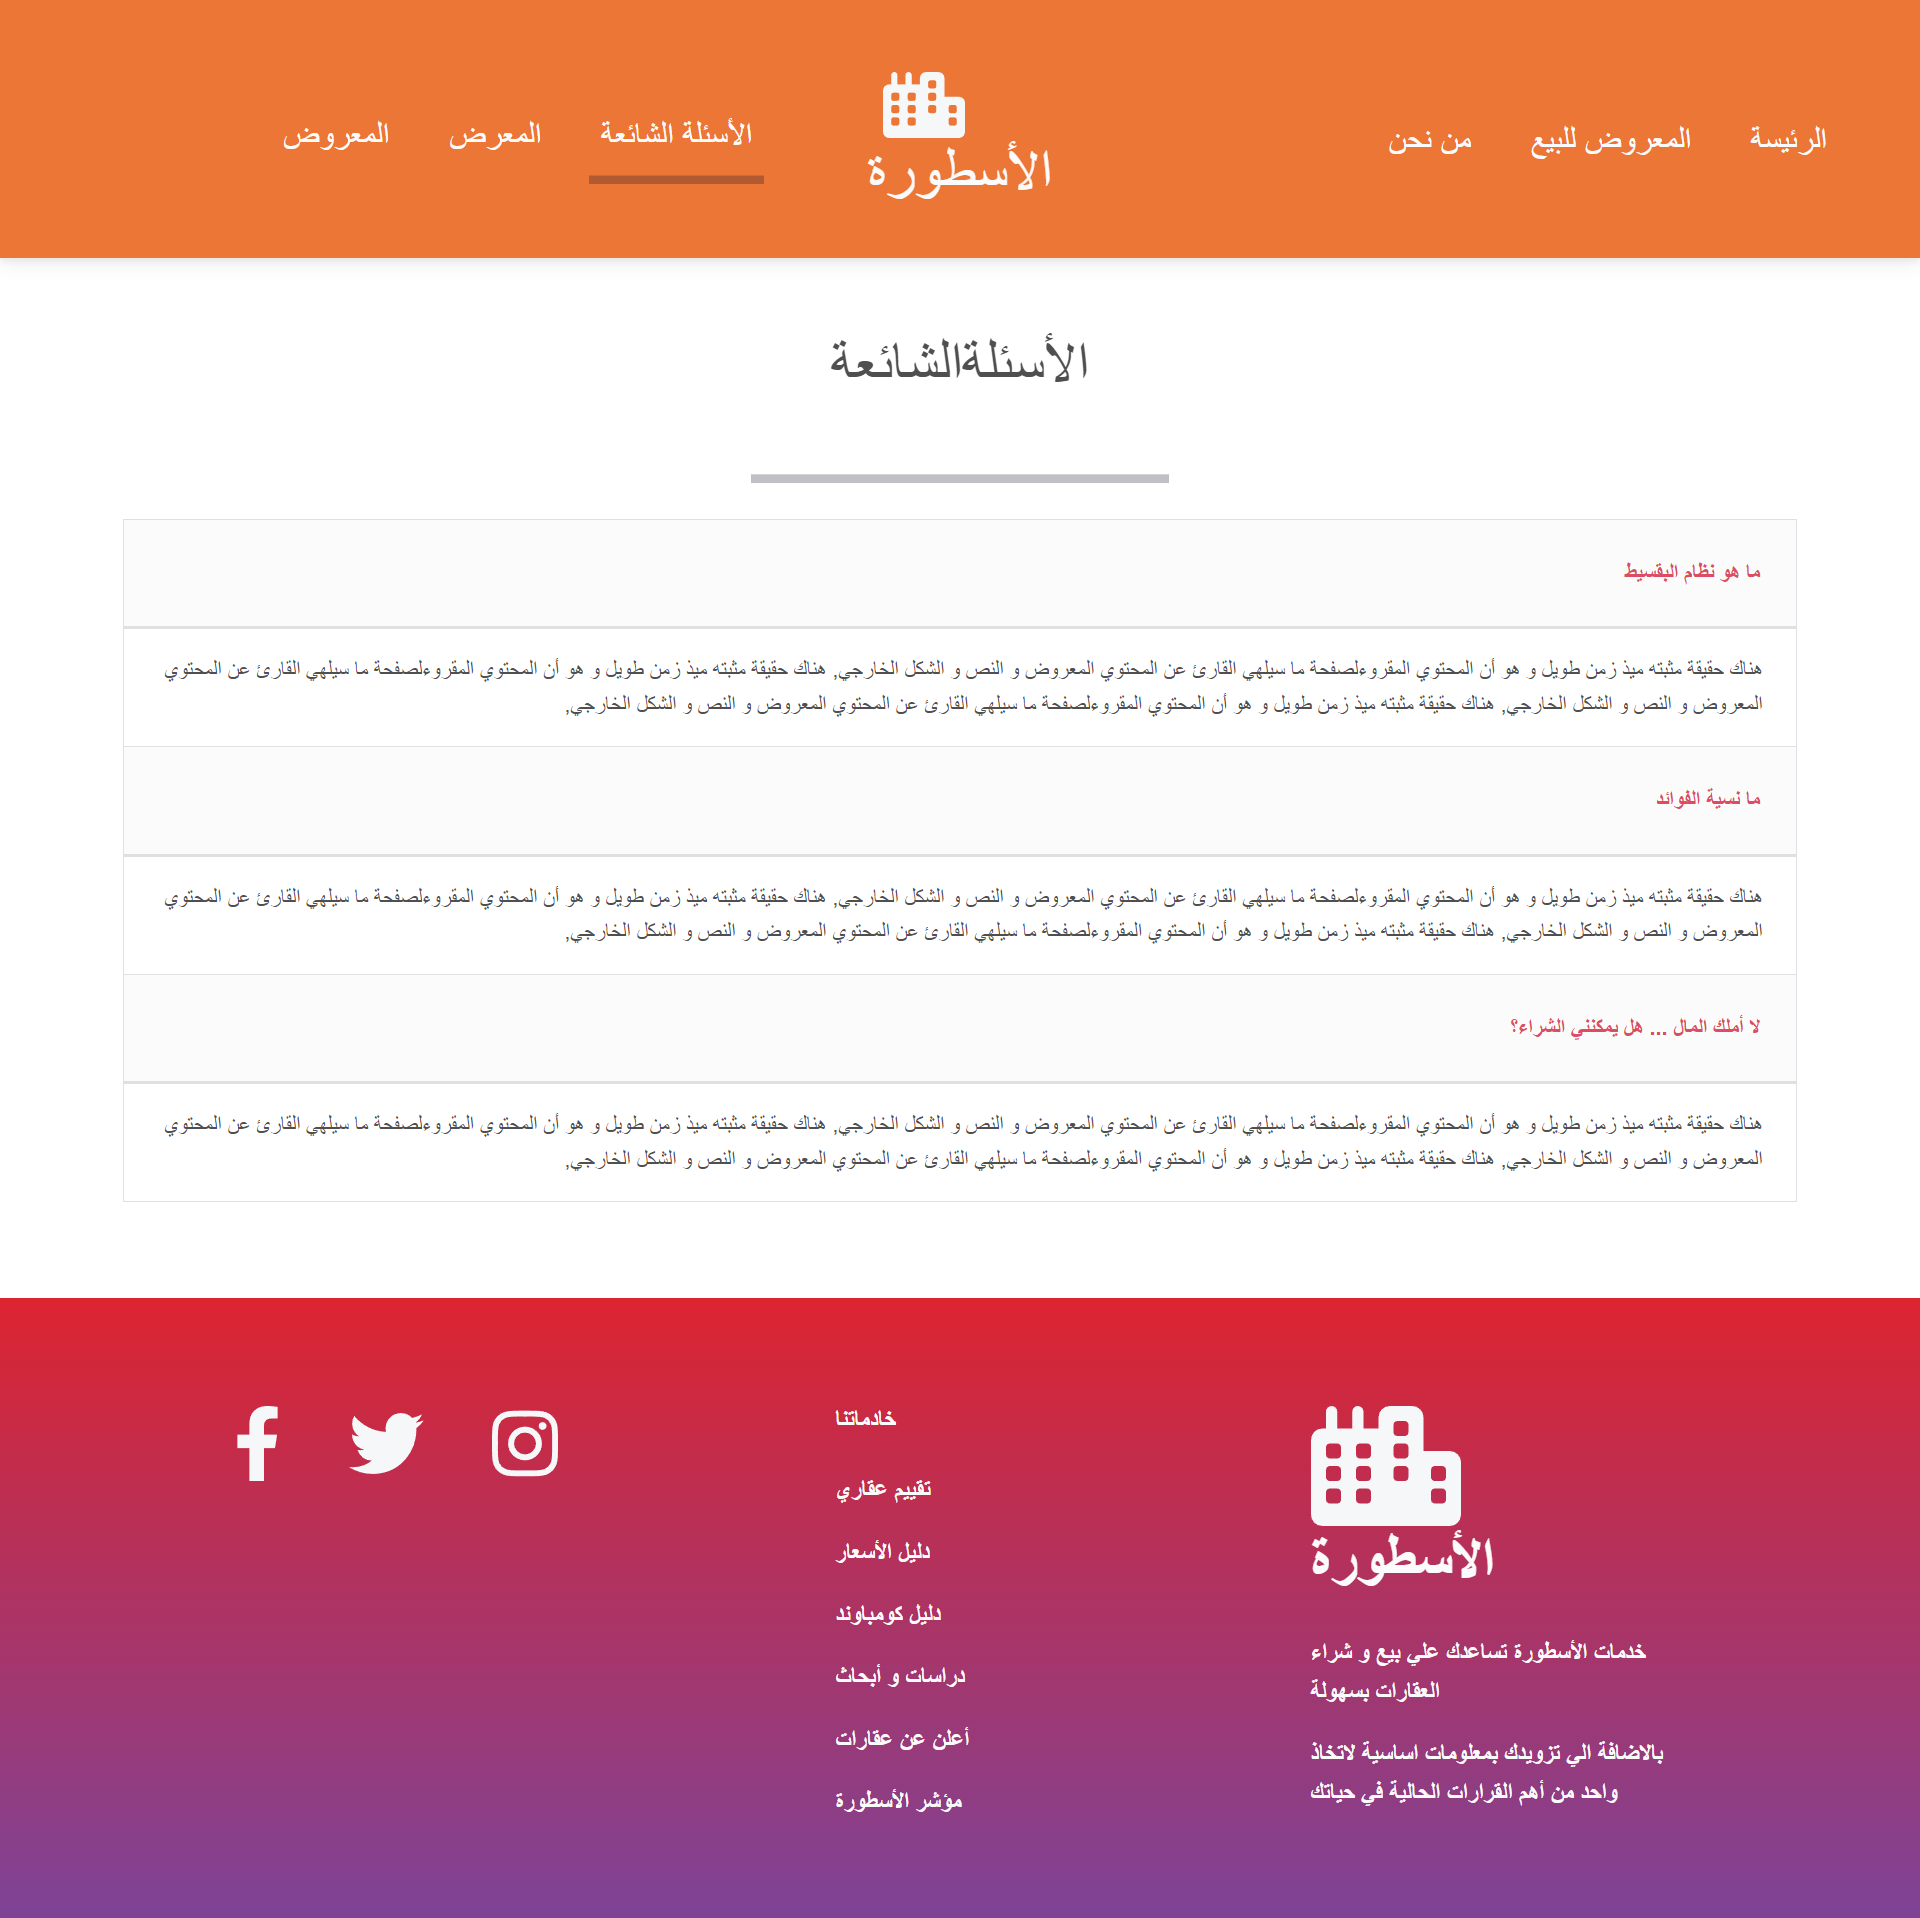 الرئيسة
المعروض للبيع
من نحن
الأسطورة
الأسئلة الشائعة
المعرض
المعروض
الأسئلةالشائعة
ما هو نظام البقسيط
هناك حقيقة مثبته ميذ زمن طويل و هو أن المحتوي المقروءلصفحة ما سيلهي القارئ عن المحتوي المعروض و النص و الشكل الخارجي, هناك حقيقة مثبته ميذ زمن طويل و هو أن المحتوي المقروءلصفحة ما سيلهي القارئ عن المحتوي
المعروض و النص و الشكل الخارجي, هناك حقيقة مثبته ميذ زمن طويل و هو أن المحتوي المقروءلصفحة ما سيلهي القارئ عن المحتوي المعروض و النص و الشكل الخارجي,
ما نسية الفوائد
هناك حقيقة مثبته ميذ زمن طويل و هو أن المحتوي المقروءلصفحة ما سيلهي القارئ عن المحتوي المعروض و النص و الشكل الخارجي, هناك حقيقة مثبته ميذ زمن طويل و هو أن المحتوي المقروءلصفحة ما سيلهي القارئ عن المحتوي
المعروض و النص و الشكل الخارجي, هناك حقيقة مثبته ميذ زمن طويل و هو أن المحتوي المقروءلصفحة ما سيلهي القارئ عن المحتوي المعروض و النص و الشكل الخارجي,
لا أملك المال ... هل يمكنني الشراء؟
هناك حقيقة مثبته ميذ زمن طويل و هو أن المحتوي المقروءلصفحة ما سيلهي القارئ عن المحتوي المعروض و النص و الشكل الخارجي, هناك حقيقة مثبته ميذ زمن طويل و هو أن المحتوي المقروءلصفحة ما سيلهي القارئ عن المحتوي
المعروض و النص و الشكل الخارجي, هناك حقيقة مثبته ميذ زمن طويل و هو أن المحتوي المقروءلصفحة ما سيلهي القارئ عن المحتوي المعروض و النص و الشكل الخارجي,
الأسطورة
خدمات الأسطورة تساعدك علي بيع و شراء
العقارات بسهولة
بالاضافة الي تزويدك بمعلومات اساسية لاتخاذ
واحد من أهم القرارات الحالية في حياتك
خادماتنا
تقييم عقاري
دليل الأسعار
دليل كومباوند
دراسات و أبحاث
أعلن عن عقارات
مؤشر الأسطورة